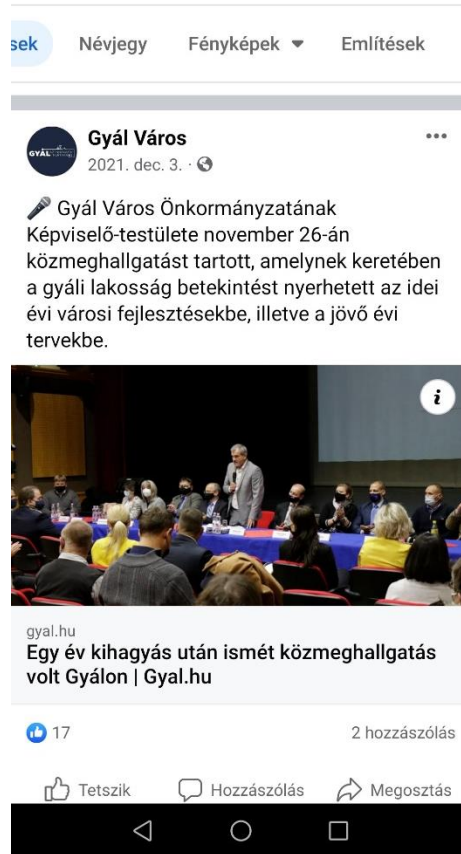 sek Névjegy Fényképek Említések
GYÁL
Gyál Város
2021. dec. 3.
Gyál Város Önkormányzatának
Képviselő-testülete november 26-án
közmeghallgatást tartott, amelynek keretében
a gyáli lakosság betekintést nyerhetett az idei
évi városi fejlesztésekbe, illetve a jövő évi
tervekbe.
i
gyal.hu
Egy év kihagyás után ismét közmeghallgatás
volt Gyálon | Gyal.hu
17 2 hozzászólás
Tetszik Hozzászólás Megosztás